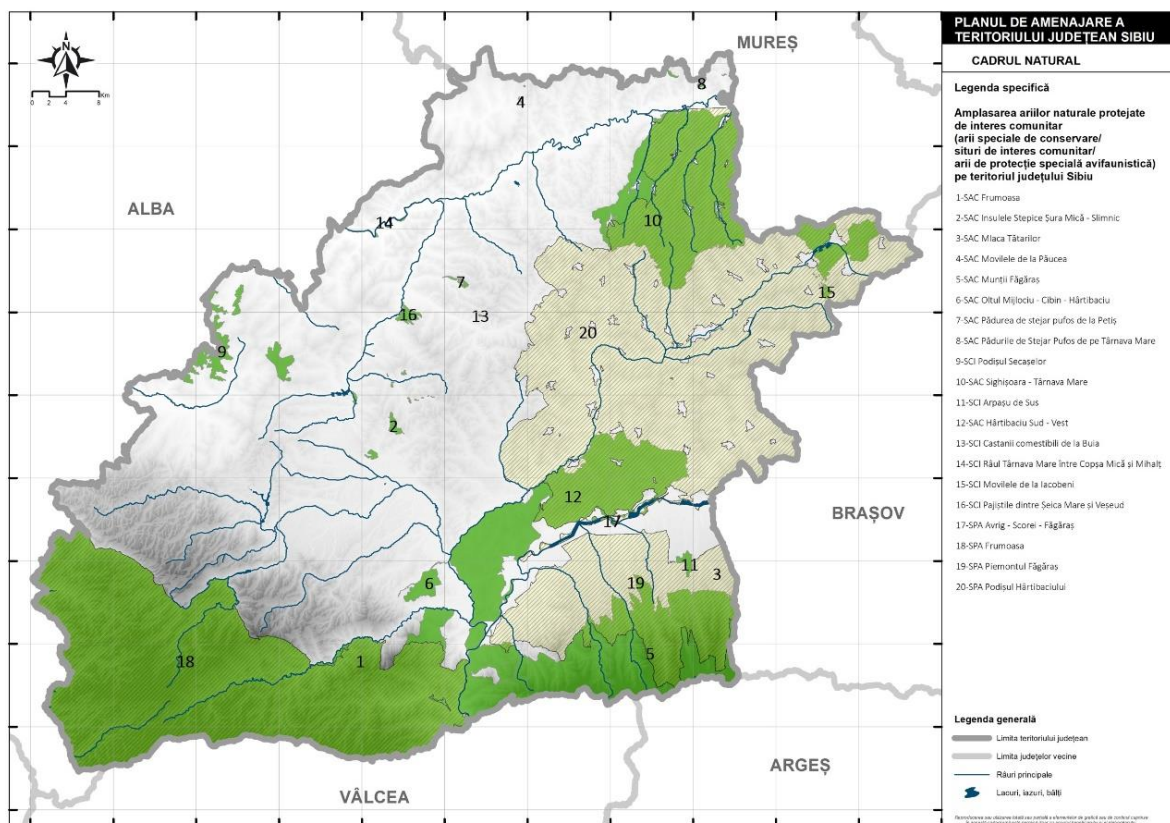 PLANUL DE AMENAJARE A
TERITORIULUI JUDEȚEAN SIBIU
CADRUL NATURAL
Legenda specifică
Amplasarea ariilor naturale protejate
de interes comunitar
(arii speciale de conservare/
situri de interes comunitar/
arii de protecție specială avifaunistică)
pe teritoriul județului Sibiu
1-SAC Frumoasa
2-SAC Insulele Stepice Șura Mică - Slimnic
3-SAC Mlaca Tătarilor
4-SAC Movilele de la Păucea
5-SAC Munții Făgăraș
6-SAC Oltul Mijlociu - Cibin - Hârtibaciu
7-SAC Pădurea de stejar pufos de la Petiș
8-SAC Pădurile de Stejar Pufos de pe Târnava Mare
9-SCI Podișul Secașelor
10-SAC Sighișoara - Târnava Mare
11-SCI Arpașu de Sus
12-SAC Hârtibaciu Sud - Vest
13-SCI Castanii comestibili de la Buia
14-SCI Râul Târnava Mare între Copșa Mică și Mihalț
15-SCI Movilele de la Iacobeni
16-SCI Pajiștile dintre Șeica Mare și Veșeud
17-SPA Avrig - Scorei - Făgăraș
18-SPA Frumoasa
19-SPA Piemontul Făgăraș
20-SPA Podișul Hârtibaciului
Legenda generală
Limita teritoriului județean
Limita județelor vecine
Râuri principale
Lacuri, iazuri, bălți
N
0 2 4 8
Km
MUREȘ
ALBA
BRAȘOV
ARGEȘ
VÂLCEA
8
4
14
10
7
15
16
13
20
9
2
12
17
11
3
6
19
18
1
5